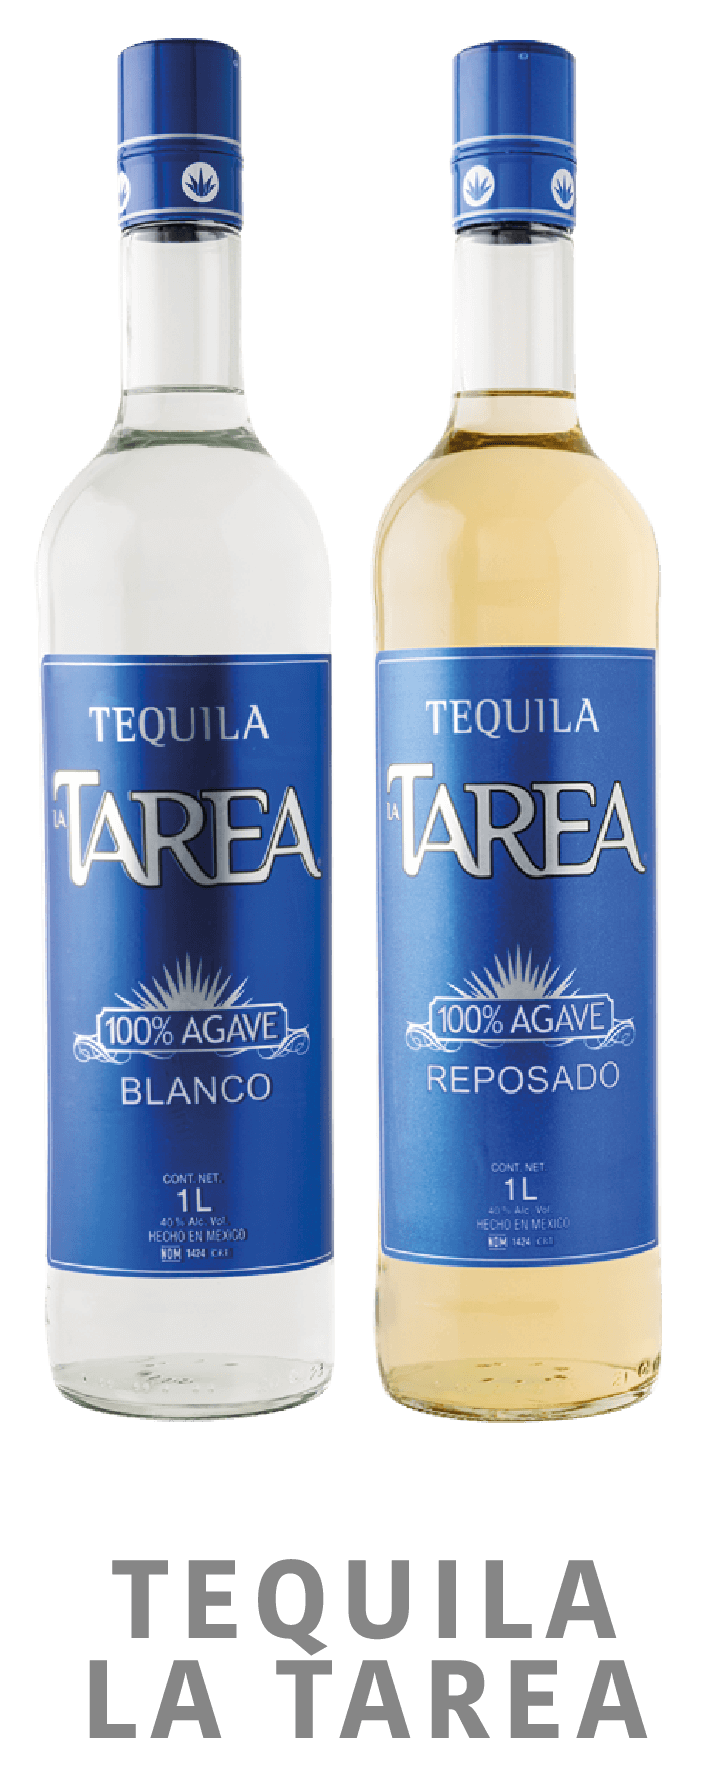 TEQUILA
LA TAREA
100% AGAVE
BLANCO
CONT. NET.
1L
40% Alc. Vol.
HECHO EN MEXICO
NOM 1424 C.R.T.
TEQUILA
LA TAREA
100% AGAVE
REPOSADO
CONT. NET.
1L
40% Alc. Vol.
HECHO EN MEXICO
NOM 1424 C.R.T.
TEQUILA
LA TAREA